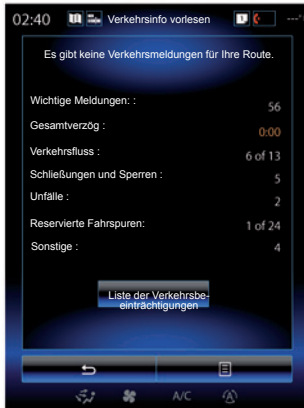 02:40 Verkehrsinfo vorlesen
Es gibt keine Verkehrsmeldungen für Ihre Route.
Wichtige Meldungen: : 56
Gesamtverzög : 0:00
Verkehrsfluss : 6 of 13
Schließungen und Sperren : 5
Unfälle : 2
Reservierte Fahrspuren: 1 of 24
Sonstige : 4
Liste der Verkehrsbe-
einträchtigungen
A/C